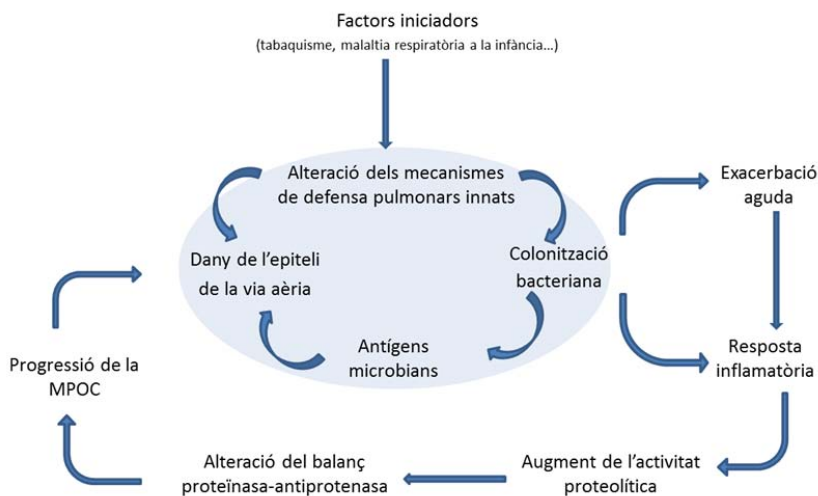 Factors iniciadors
(tabaquisme, malaltia respiratòria a la infància…)
Alteració dels mecanismes
de defensa pulmonars innats
Exacerbació
aguda
Dany de l’epiteli
de la via aèria
Colonització
bacteriana
Antígens
microbians
Resposta
inflamatòria
Progressió de la
MPOC
Alteració del balanç
proteïnasa-antiprotenasa
Augment de l’activitat
proteolítica